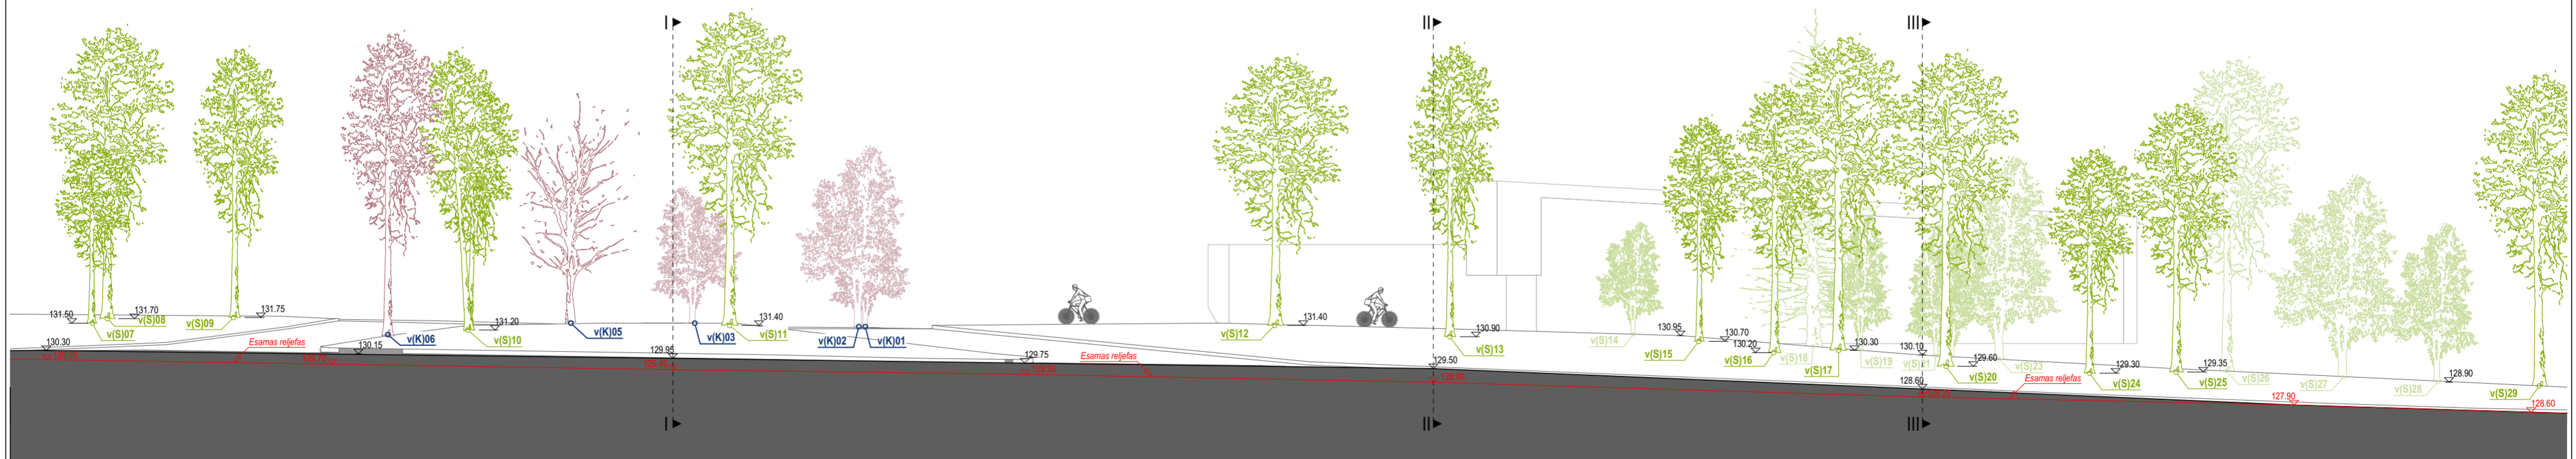 I
II
III
131.50
131.70
v(S)08
v(S)07
v(S)09
131.75
v(K)06
131.20
v(S)10
v(K)05
v(K)03
131.40
v(S)11
v(K)02
v(K)01
v(S)12
131.40
130.90
v(S)13
v(S)14
130.95
v(S)15
130.70
130.20
v(S)16
v(S)18
v(S)17
130.30
v(S)19
130.10
v(S)21
129.60
v(S)20
v(S)23
v(S)24
129.30
129.35
v(S)25
v(S)26
v(S)27
128.90
v(S)28
v(S)29
130.30
Esamas reljefas
130.15
129.95
129.75
Esamas reljefas
129.50
128.60
Esamas reljefas
127.90
128.60
I
II
III